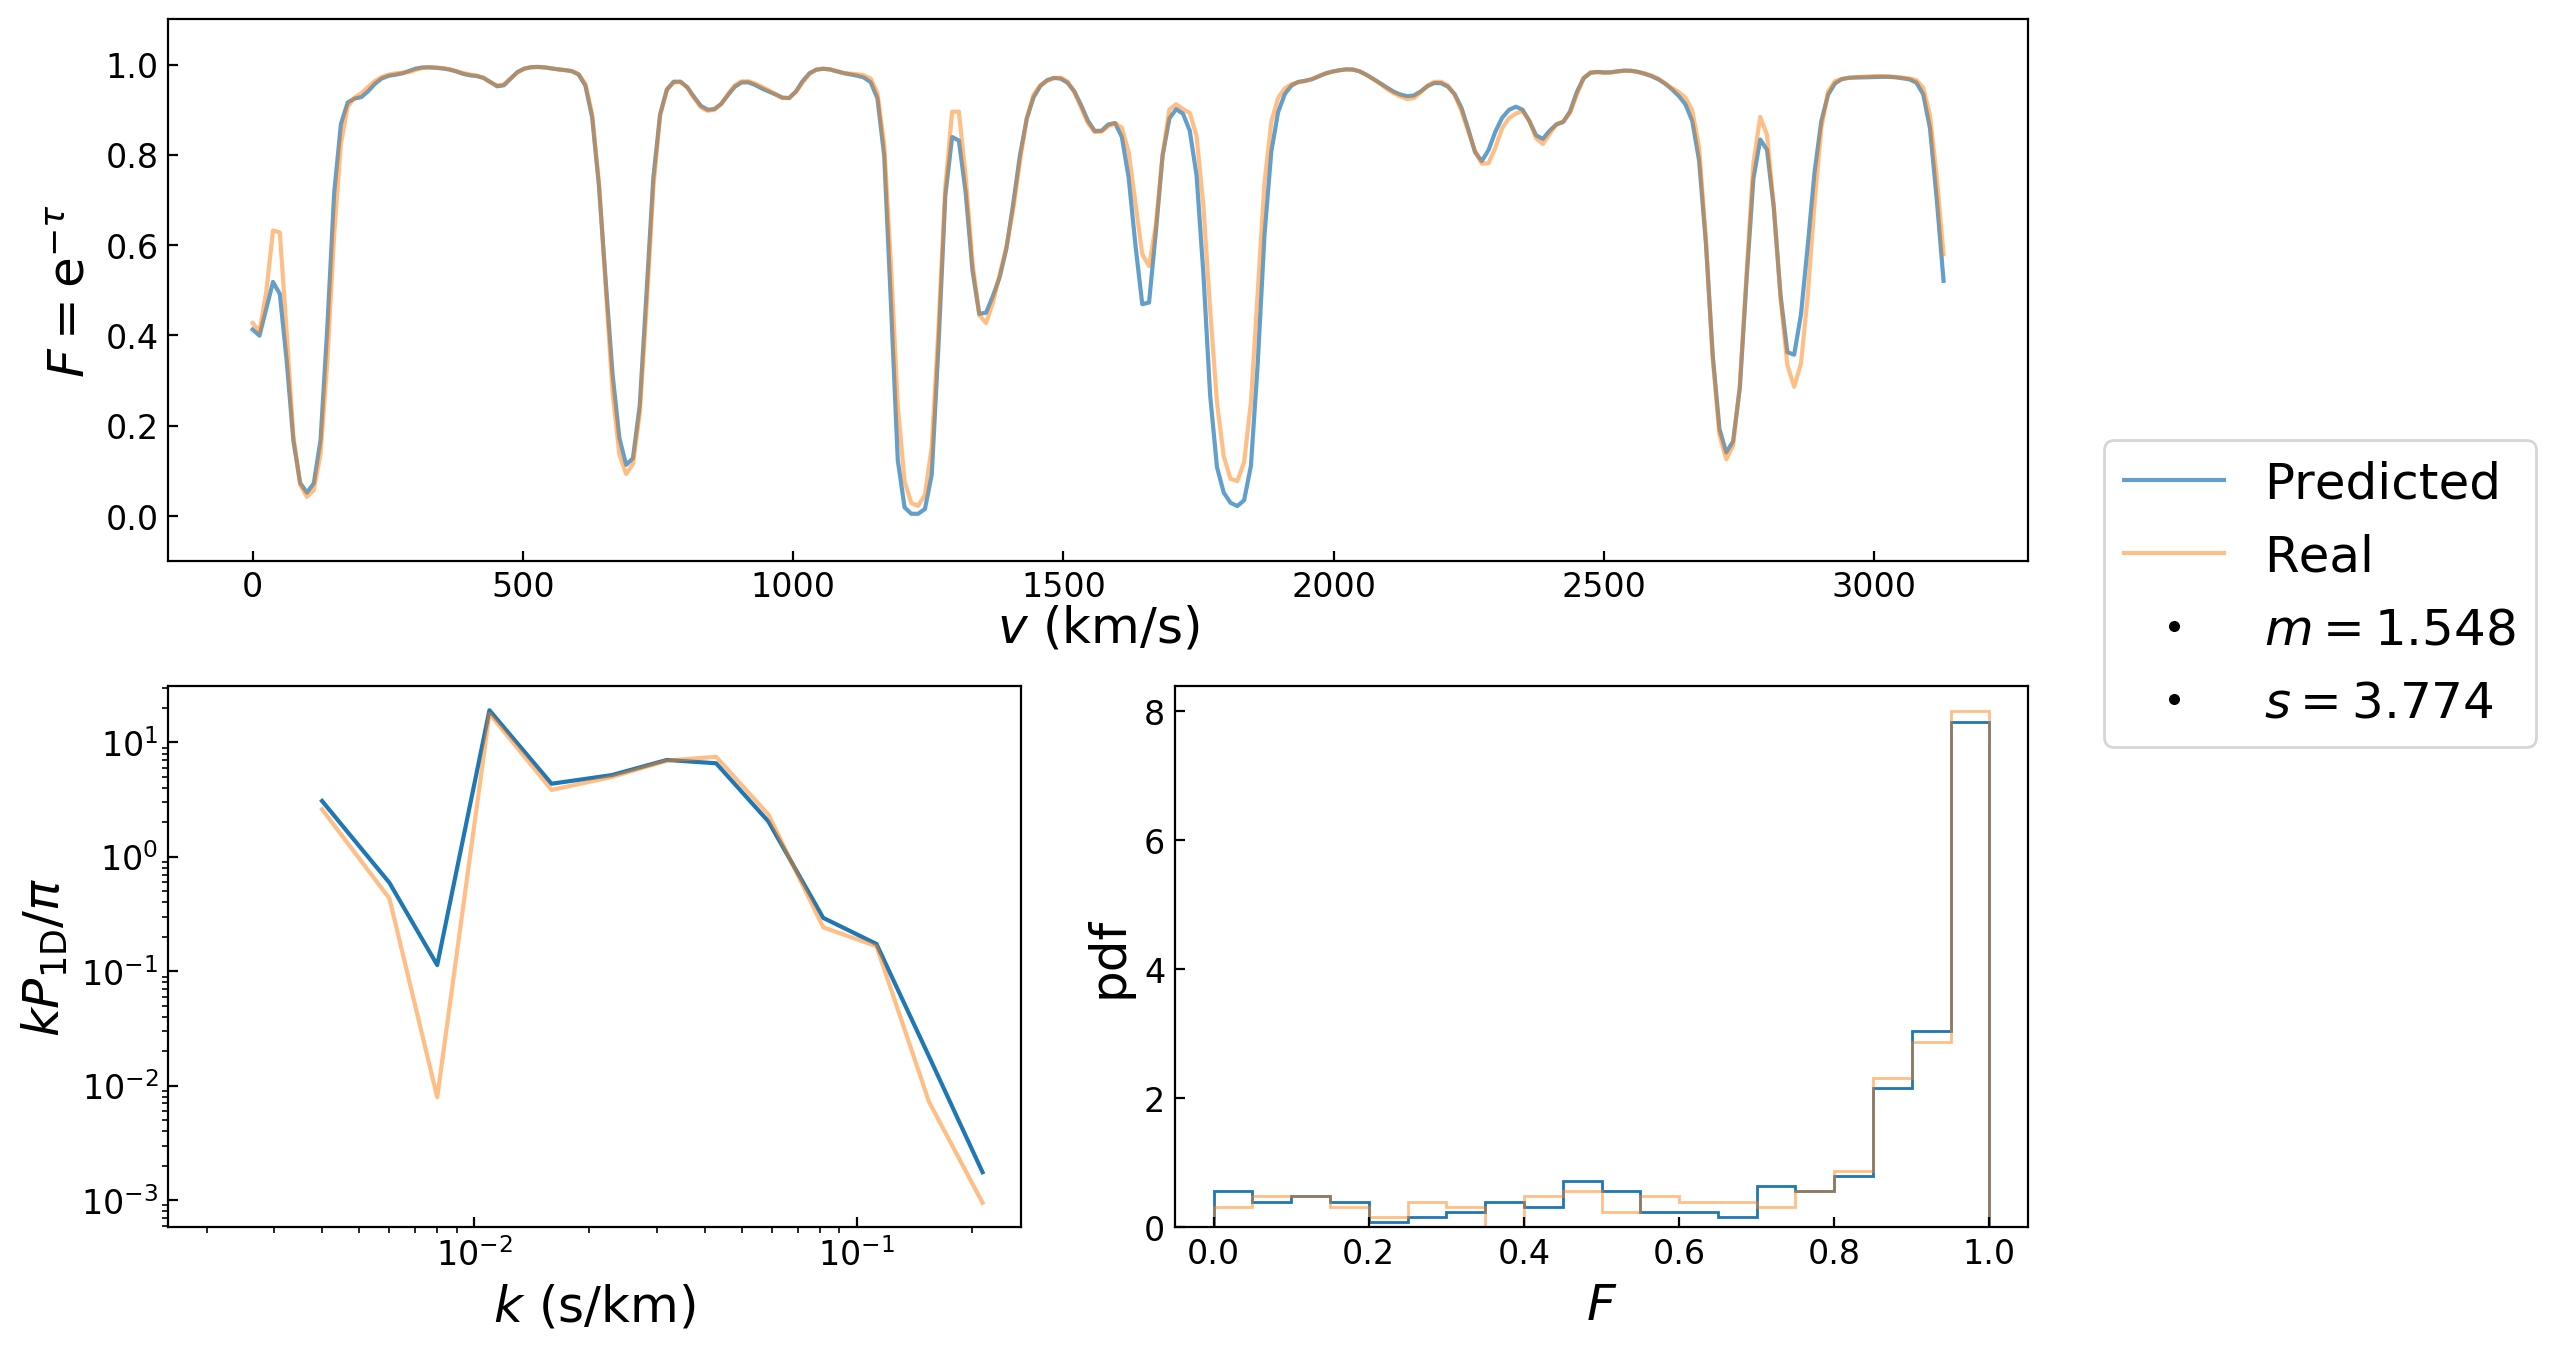 F = e^{−τ}
1.0
0.8
0.6
0.4
0.2
0.0
0 500 1000 1500 2000 2500 3000
v (km/s)
Predicted
Real
m = 1.548
s = 3.774
kP_{1D}/π
10^1
10^0
10^{−1}
10^{−2}
10^{−3}
10^{−2} 10^{−1}
k (s/km)
pdf
8
6
4
2
0
0.0 0.2 0.4 0.6 0.8 1.0
F